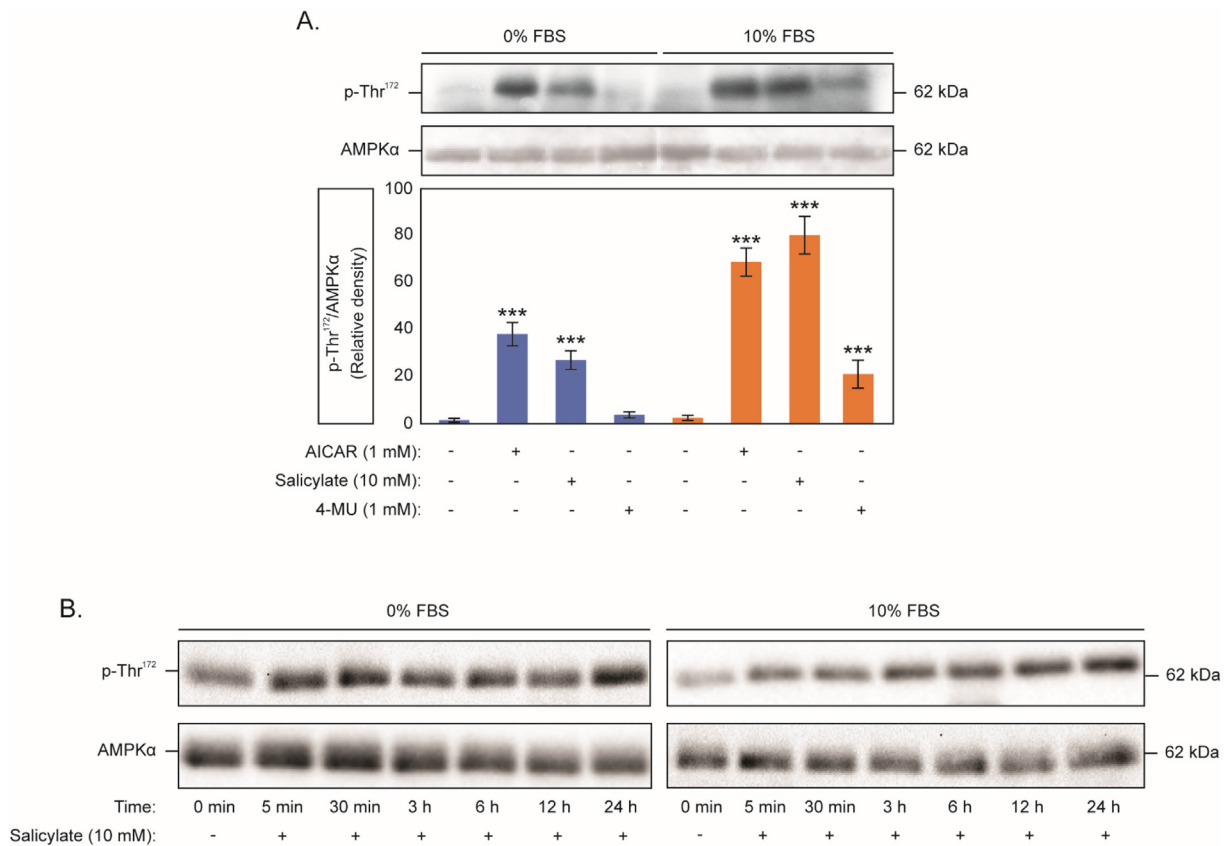 A.
0% FBS 10% FBS
p-Thr¹⁷² 62 kDa
AMPKα 62 kDa
p-Thr¹⁷²/AMPKα
(Relative density)
100
80
60
40
20
0
*** *** *** *** ***
AICAR (1 mM): - + - - - + - -
Salicylate (10 mM): - - + - - - + -
4-MU (1 mM): - - - + - - - +
B.
0% FBS 10% FBS
p-Thr¹⁷² 62 kDa
AMPKα 62 kDa
Time: 0 min 5 min 30 min 3 h 6 h 12 h 24 h 0 min 5 min 30 min 3 h 6 h 12 h 24 h
Salicylate (10 mM): - + + + + + + - + + + + + +